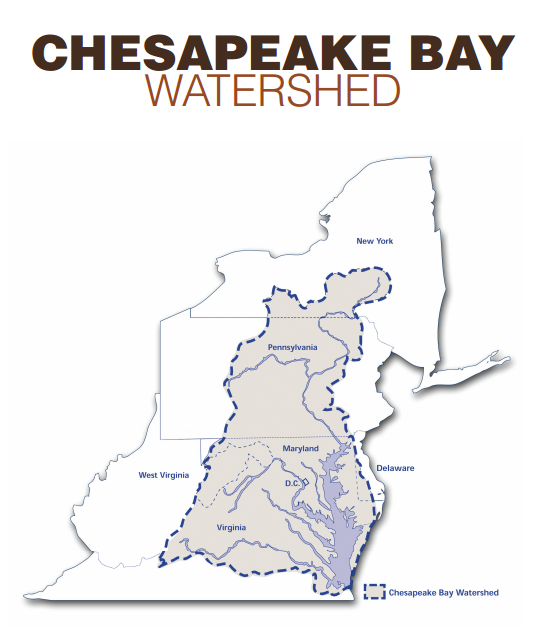 CHESAPEAKE BAY
WATERSHED
New York
Pennsylvania
Maryland
West Virginia
Delaware
D.C.
Virginia
Chesapeake Bay Watershed